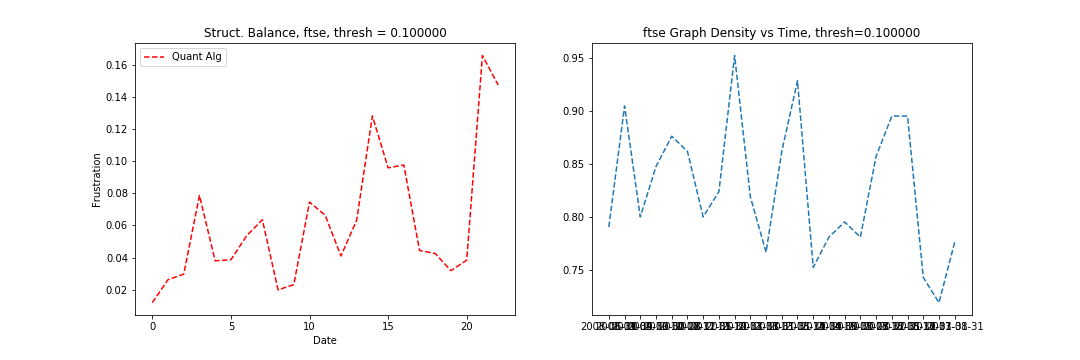 Struct. Balance, ftse, thresh = 0.100000
Quant Alg
0.16
0.14
0.12
0.10
0.08
0.06
0.04
0.02
Frustration
0 5 10 15 20
Date
ftse Graph Density vs Time, thresh=0.100000
0.95
0.90
0.85
0.80
0.75